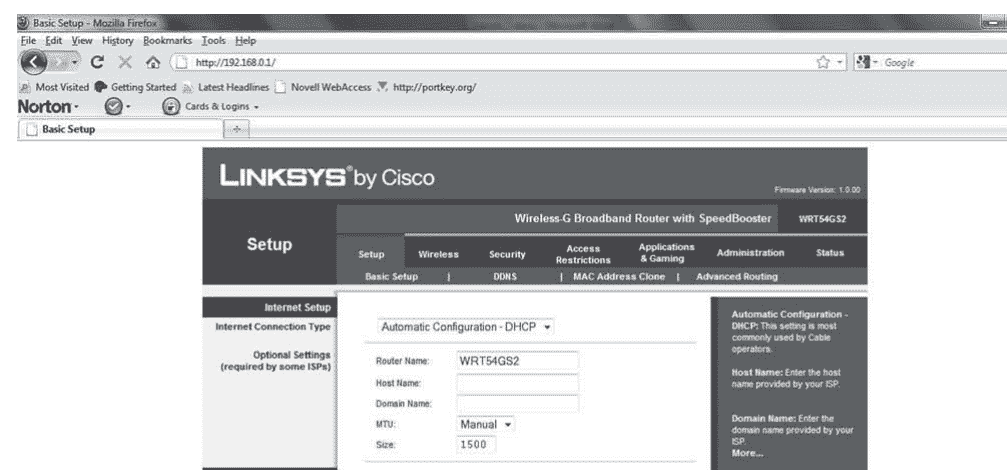 Basic Setup - Mozilla Firefox
File Edit View History Bookmarks Tools Help
http://192.168.0.1/
Google
Most Visited Getting Started Latest Headlines Novell WebAccess http://portkey.org/
Norton Cards & Logins
Basic Setup
LINKSYS® by Cisco
Firmware Version: 1.0.00
Wireless-G Broadband Router with SpeedBooster WRT54GS2
Setup
Setup Wireless Security Access Restrictions Applications & Gaming Administration Status
Basic Setup | DDNS | MAC Address Clone | Advanced Routing
Internet Setup
Internet Connection Type
Automatic Configuration - DHCP
Optional Settings
(required by some ISPs)
Router Name: WRT54GS2
Host Name:
Domain Name:
MTU: Manual
Size: 1500
Automatic Configuration -
DHCP: This setting is most
commonly used by Cable
operators.
Host Name: Enter the host
name provided by your ISP.
Domain Name: Enter the
domain name provided by your
ISP.
More...